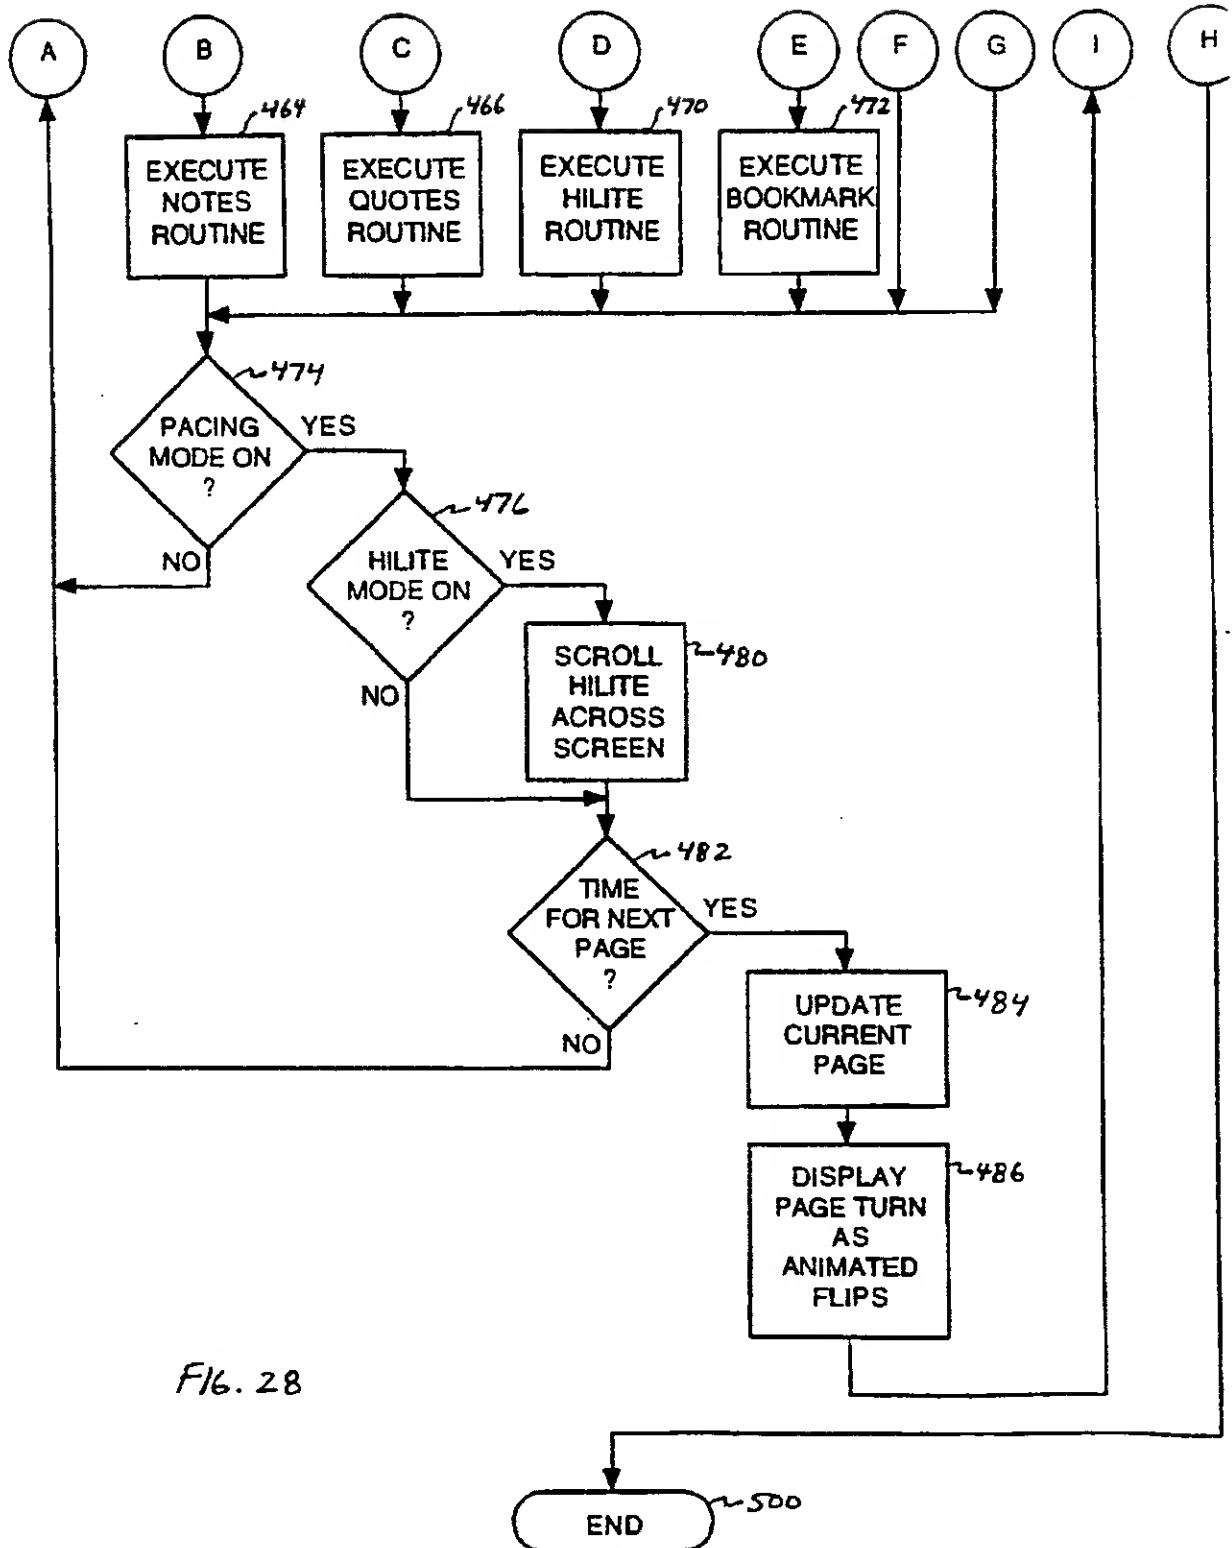 A B C D E F G I H
464 466 470 472
EXECUTE
NOTES
ROUTINE
EXECUTE
QUOTES
ROUTINE
EXECUTE
HILITE
ROUTINE
EXECUTE
BOOKMARK
ROUTINE
474
PACING
MODE ON
?
YES
NO
476
HILITE
MODE ON
?
YES
NO
480
SCROLL
HILITE
ACROSS
SCREEN
482
TIME
FOR NEXT
PAGE
?
YES
NO
484
UPDATE
CURRENT
PAGE
486
DISPLAY
PAGE TURN
AS
ANIMATED
FLIPS
FIG. 28
500
END